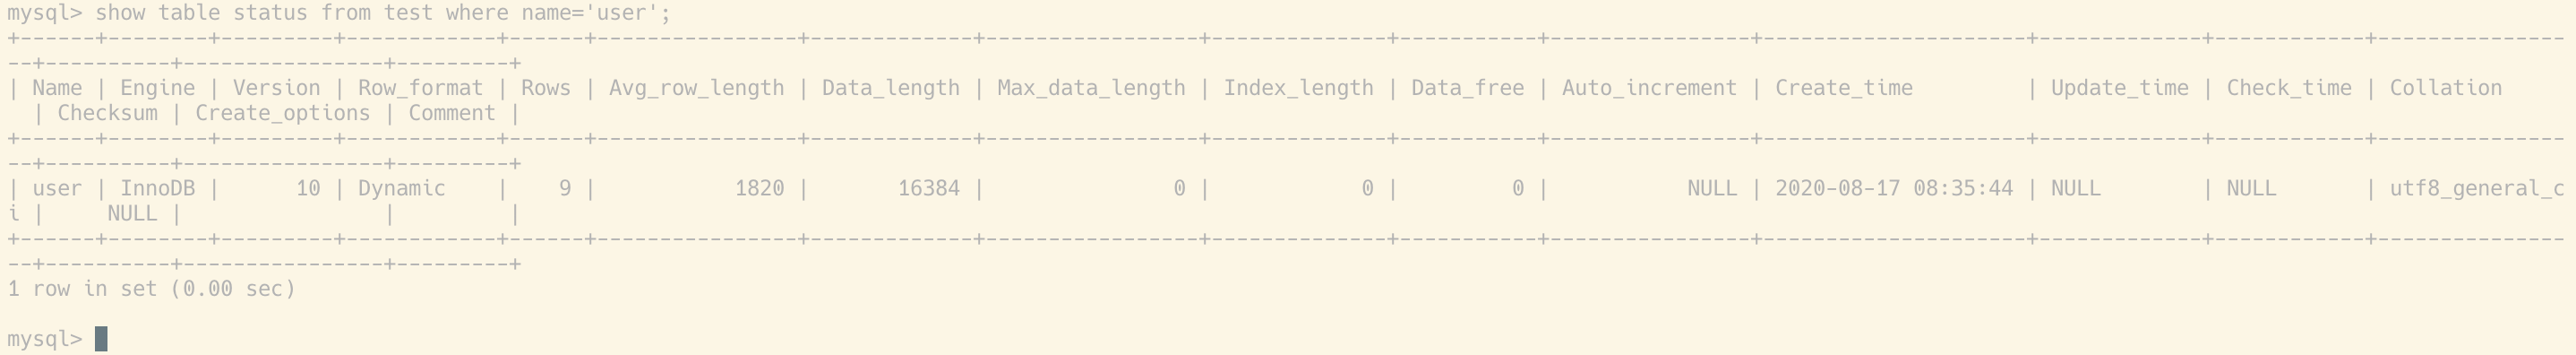 mysql> show table status from test where name='user';
+------+--------+---------+------------+------+----------------+-------------+-----------------+--------------+-----------+----------------+---------------------+-------------+------------+---------------
--+----------+----------------+---------+
| Name | Engine | Version | Row_format | Rows | Avg_row_length | Data_length | Max_data_length | Index_length | Data_free | Auto_increment | Create_time         | Update_time | Check_time | Collation
  | Checksum | Create_options | Comment |
+------+--------+---------+------------+------+----------------+-------------+-----------------+--------------+-----------+----------------+---------------------+-------------+------------+---------------
--+----------+----------------+---------+
| user | InnoDB |      10 | Dynamic    |    9 |           1820 |       16384 |               0 |            0 |         0 |           NULL | 2020-08-17 08:35:44 | NULL        | NULL       | utf8_general_c
i |     NULL |                |         |
+------+--------+---------+------------+------+----------------+-------------+-----------------+--------------+-----------+----------------+---------------------+-------------+------------+---------------
--+----------+----------------+---------+
1 row in set (0.00 sec)
mysql>